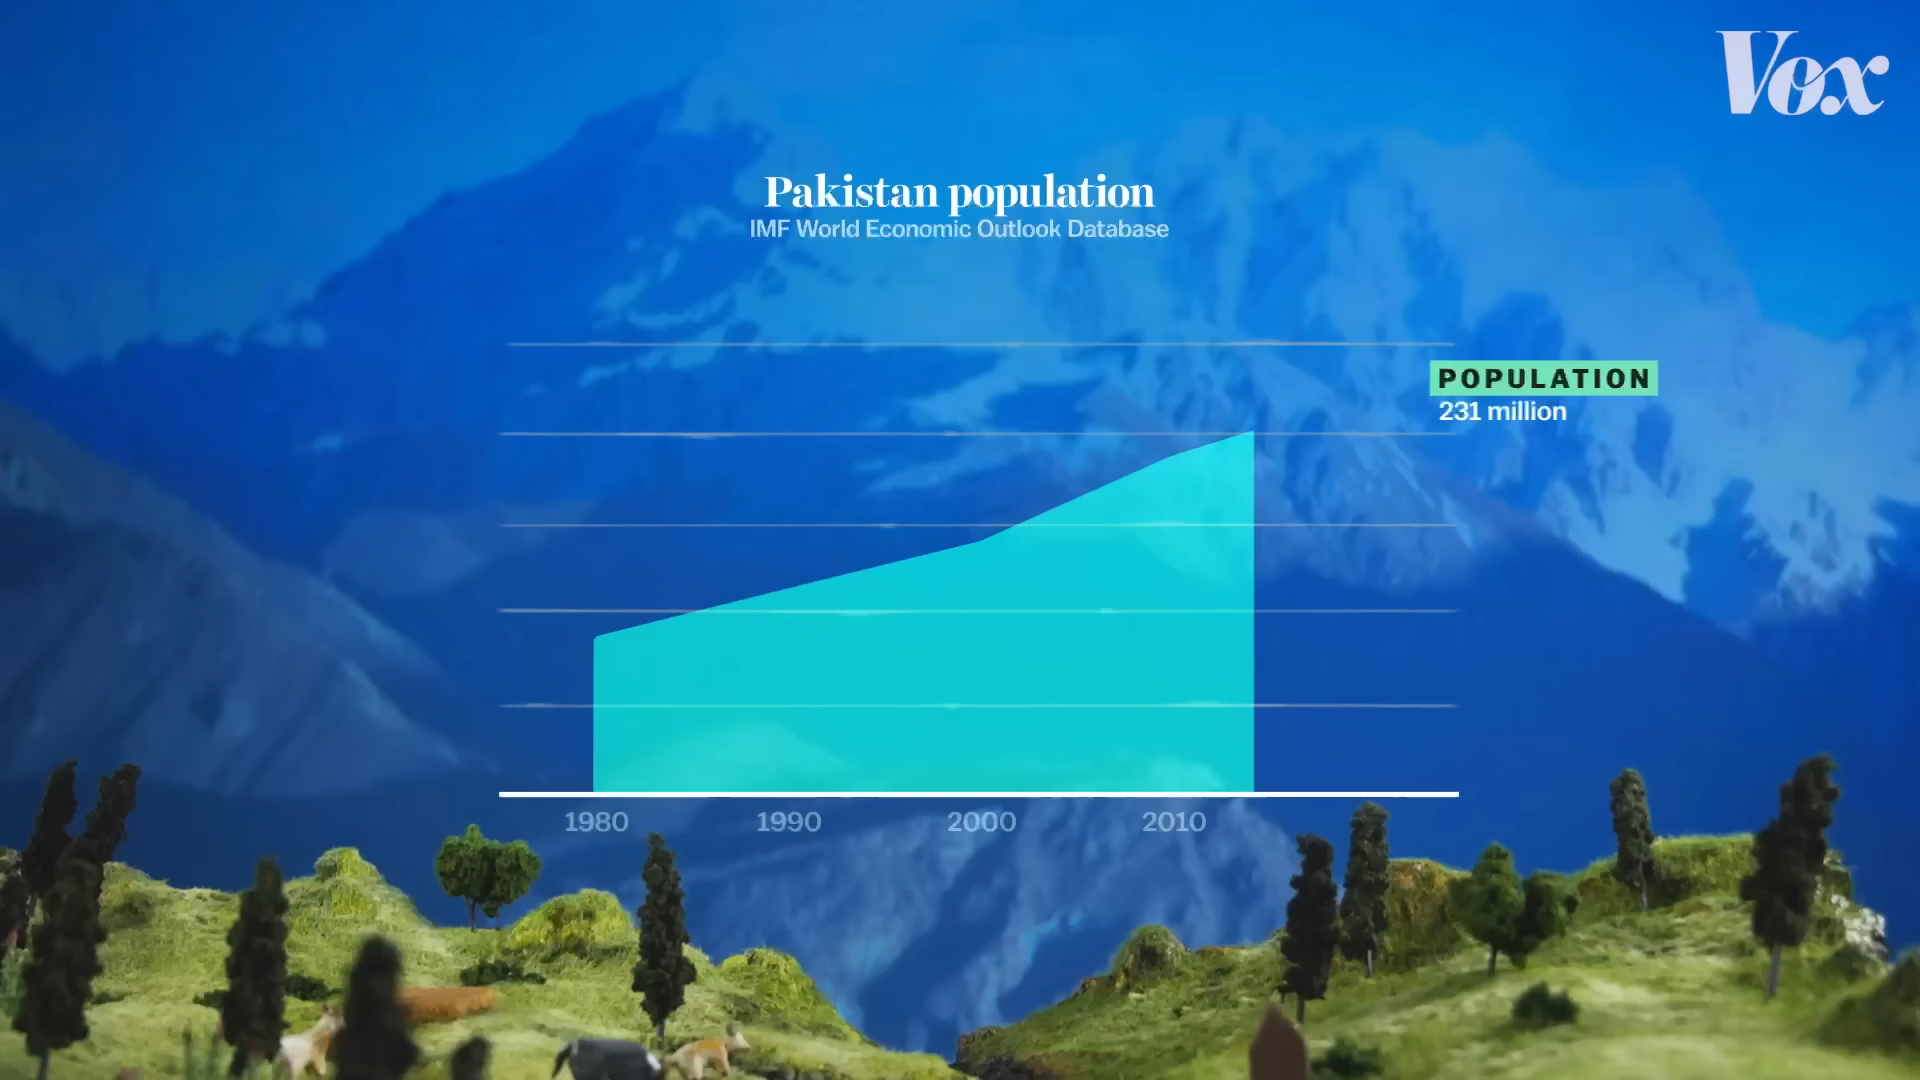 Vox
Pakistan population
IMF World Economic Outlook Database
POPULATION
231 million
1980 1990 2000 2010